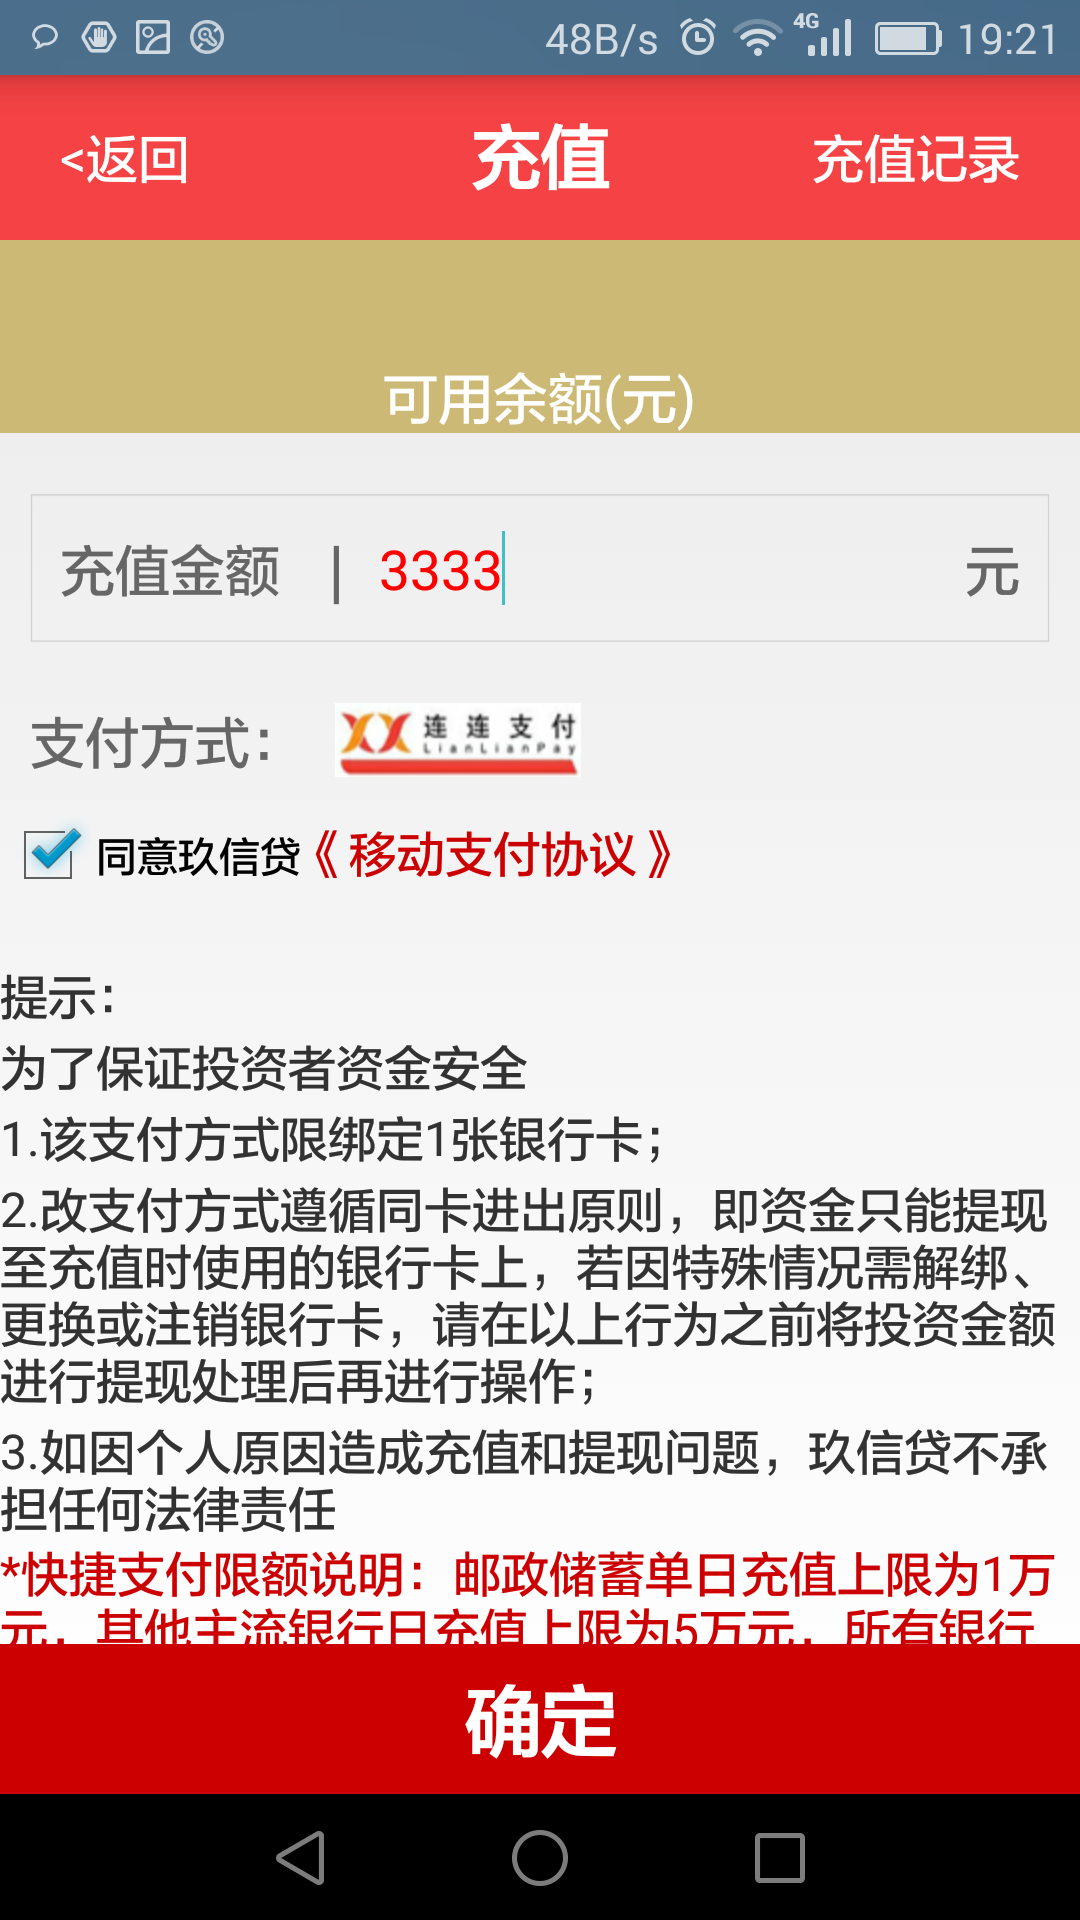 48B/s 4G 19:21
<返回 充值 充值记录
可用余额(元)
充值金额 | 3333 元
支付方式： 连连支付
LianLianPay
同意玖信贷《移动支付协议》
提示：
为了保证投资者资金安全
1.该支付方式限绑定1张银行卡；
2.改支付方式遵循同卡进出原则，即资金只能提现
至充值时使用的银行卡上，若因特殊情况需解绑、
更换或注销银行卡，请在以上行为之前将投资金额
进行提现处理后再进行操作；
3.如因个人原因造成充值和提现问题，玖信贷不承
担任何法律责任
*快捷支付限额说明：邮政储蓄单日充值上限为1万
元，其他主流银行日充值上限为5万元，所有银行
确定